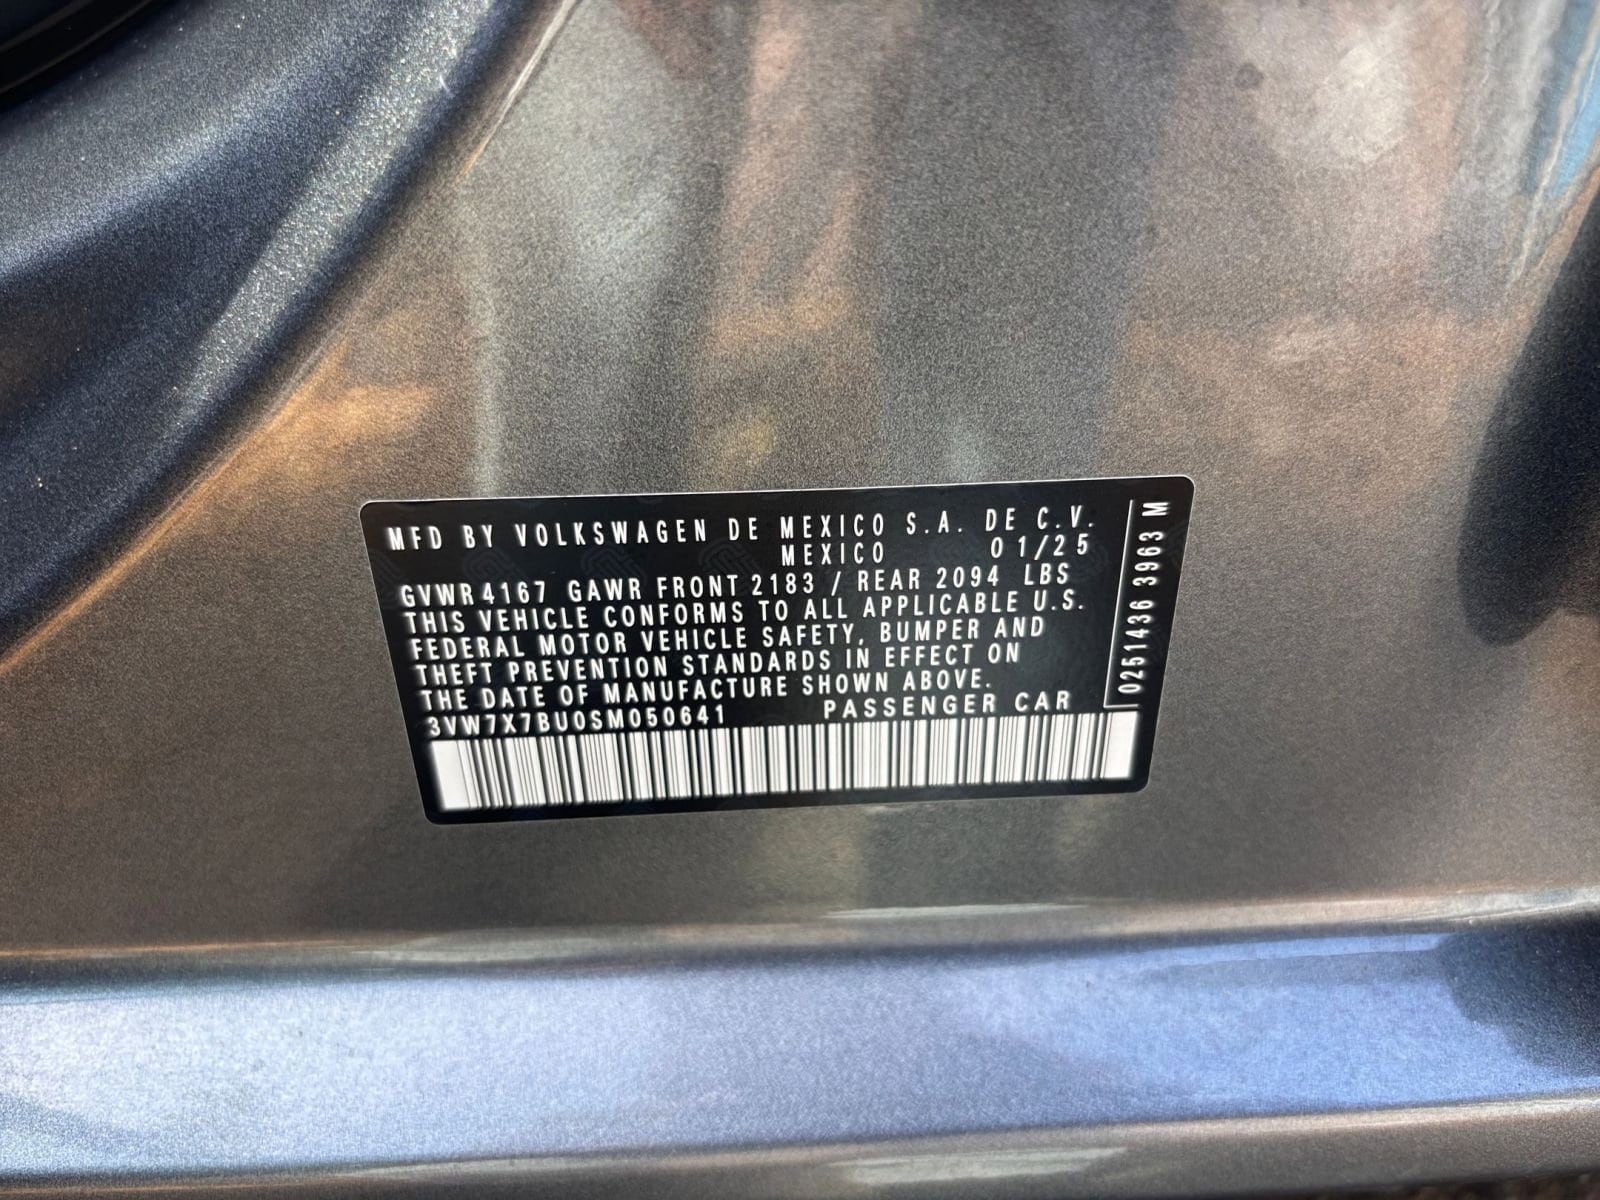 MFD BY VOLKSWAGEN DE MEXICO S.A. DE C.V.
MEXICO 01/25
GVWR 4167 GAWR FRONT 2183 / REAR 2094 LBS
THIS VEHICLE CONFORMS TO ALL APPLICABLE U.S.
FEDERAL MOTOR VEHICLE SAFETY, BUMPER AND
THEFT PREVENTION STANDARDS IN EFFECT ON
THE DATE OF MANUFACTURE SHOWN ABOVE.
3VW7X7BU0SM050641 PASSENGER CAR
0251436 3963 M